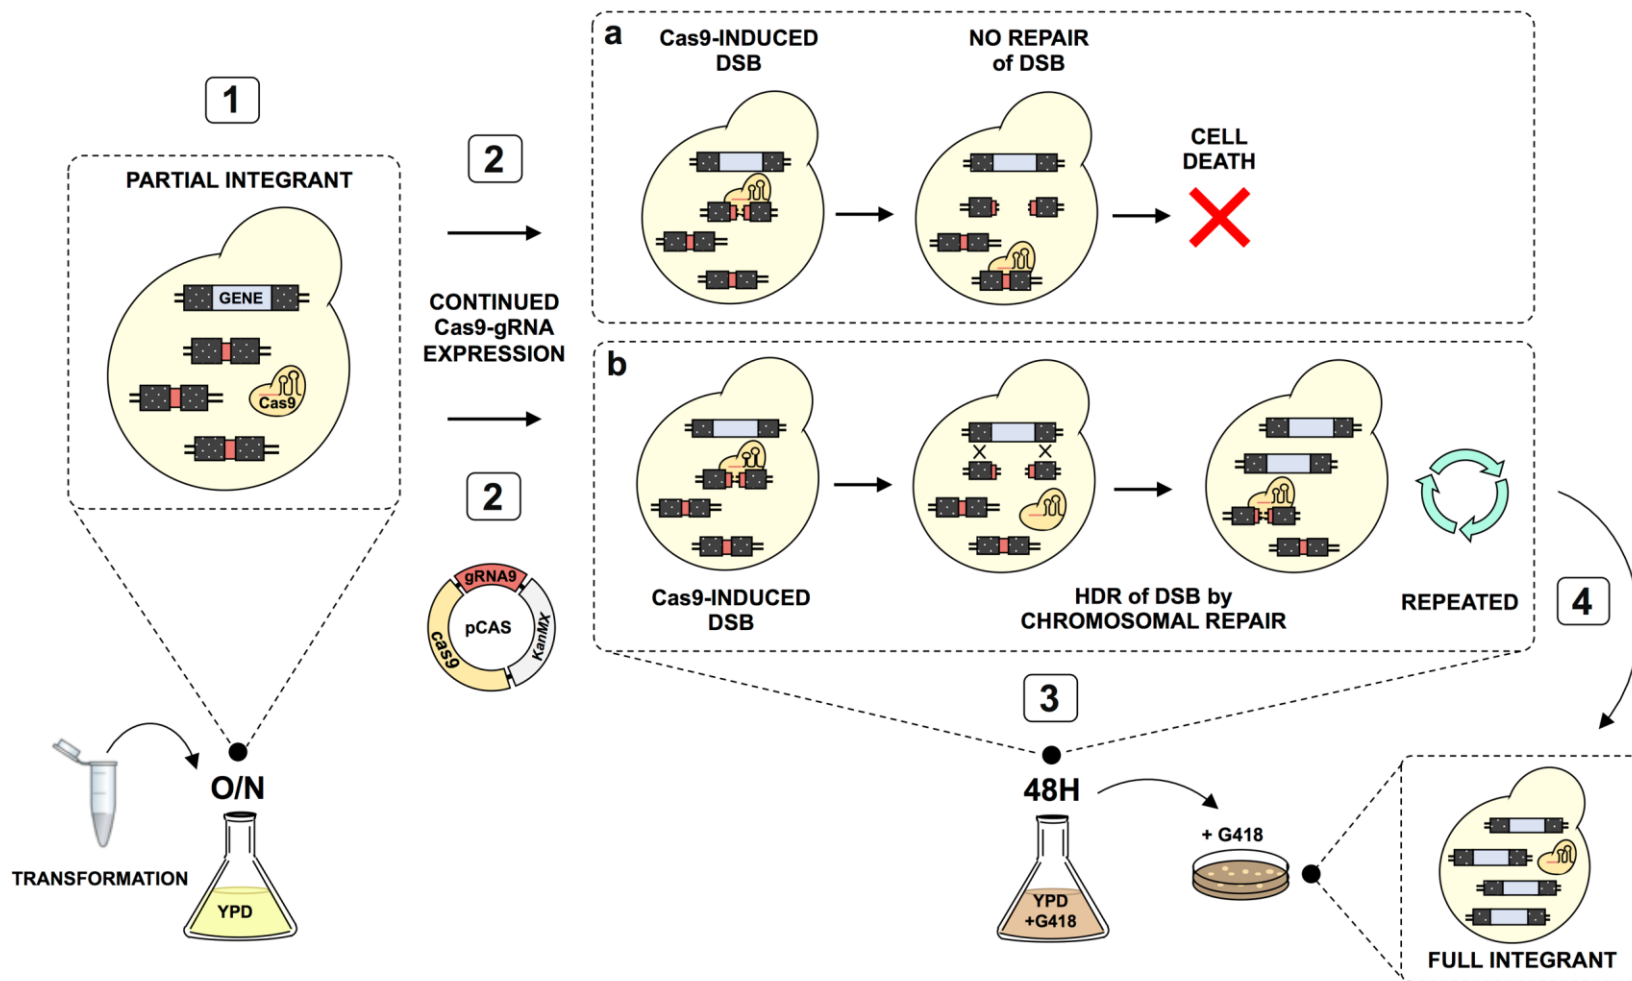 1
PARTIAL INTEGRANT
GENE
Cas9
TRANSFORMATION
O/N
YPD
2
CONTINUED
Cas9-gRNA
EXPRESSION
2
gRNA9
pCAS
cas9
KanMX
a
Cas9-INDUCED
DSB
NO REPAIR
of DSB
CELL
DEATH
b
Cas9-INDUCED
DSB
HDR of DSB by
CHROMOSOMAL REPAIR
REPEATED
3
48H
YPD
+G418
+ G418
4
FULL INTEGRANT